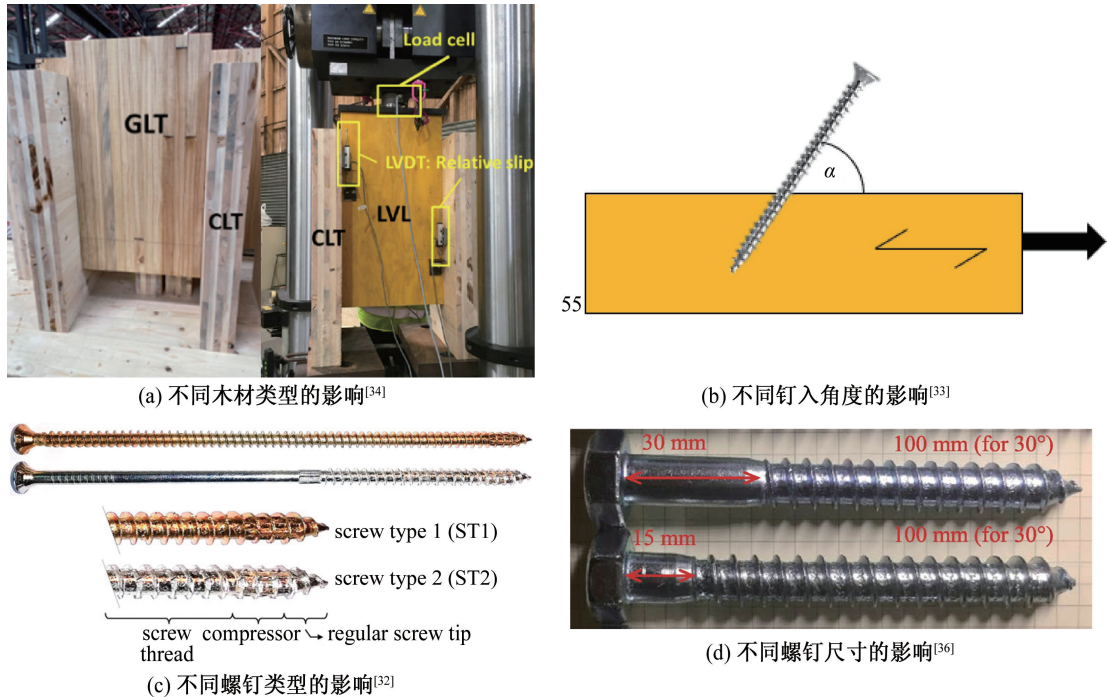 GLT
CLT
Load cell
LVDT: Relative slip
LVL
CLT
(a) 不同木材类型的影响[34]
α
55
(b) 不同钉入角度的影响[33]
screw type 1 (ST1)
screw type 2 (ST2)
screw thread
compressor
regular screw tip
(c) 不同螺钉类型的影响[32]
30 mm
100 mm (for 30°)
15 mm
100 mm (for 30°)
(d) 不同螺钉尺寸的影响[36]